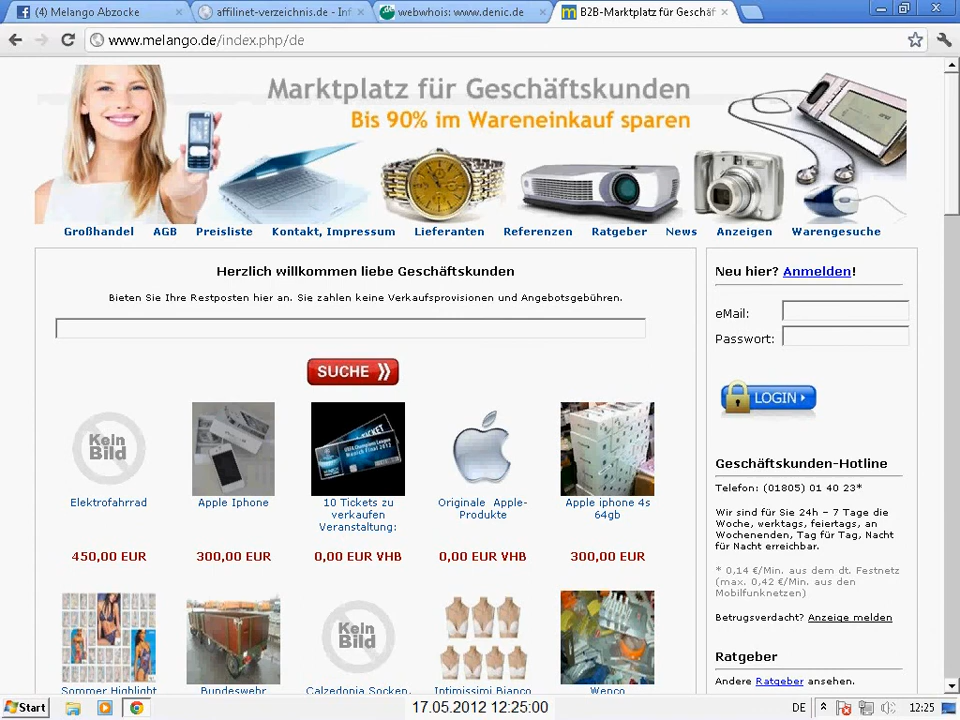 (4) Melango Abzocke
affilinet-verzeichnis.de - Inf
webwhois: www.denic.de
B2B-Marktplatz für Geschäf
www.melango.de/index.php/de
Marktplatz für Geschäftskunden
Bis 90% im Wareneinkauf sparen
Großhandel AGB Preisliste Kontakt, Impressum Lieferanten Referenzen Ratgeber News Anzeigen Warengesuche
Herzlich willkommen liebe Geschäftskunden
Bieten Sie Ihre Restposten hier an. Sie zahlen keine Verkaufsprovisionen und Angebotsgebühren.
SUCHE
Kein
Bild
Elektrofahrrad
450,00 EUR
Apple Iphone
300,00 EUR
10 Tickets zu
verkaufen
Veranstaltung:
0,00 EUR VHB
Originale Apple-
Produkte
0,00 EUR VHB
Apple iphone 4s
64gb
300,00 EUR
Sommer Highlight
Bundeswehr
Kein
Bild
Calzedonia Socken,
Intimissimi Bianco
Wenco
Neu hier? Anmelden!
eMail:
Passwort:
LOGIN
Geschäftskunden-Hotline
Telefon: (01805) 01 40 23*
Wir sind für Sie 24h – 7 Tage die
Woche, werktags, feiertags, an
Wochenenden, Tag für Tag, Nacht
für Nacht erreichbar.
* 0,14 €/Min. aus dem dt. Festnetz
(max. 0,42 €/Min. aus den
Mobilfunknetzen)
Betrugsverdacht? Anzeige melden
Ratgeber
Andere Ratgeber ansehen.
Start
17.05.2012 12:25:00
DE
12:25